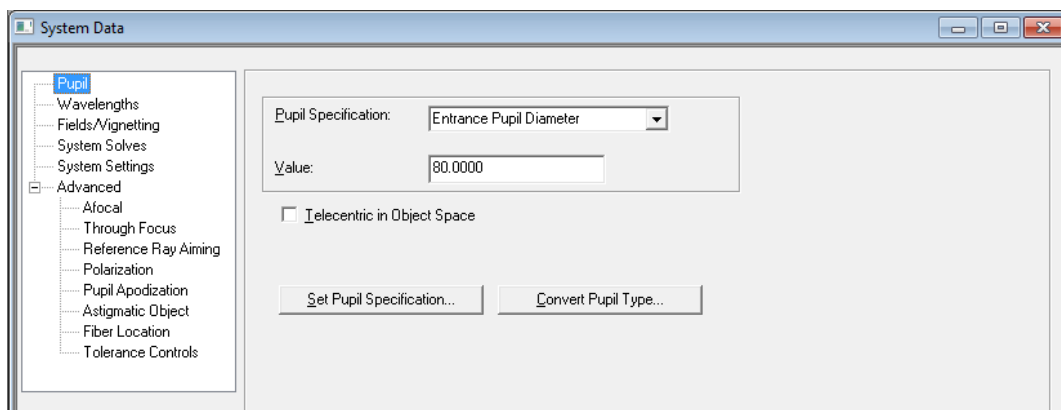 System Data
Pupil
Wavelengths
Fields/Vignetting
System Solves
System Settings
Advanced
Afocal
Through Focus
Reference Ray Aiming
Polarization
Pupil Apodization
Astigmatic Object
Fiber Location
Tolerance Controls
Pupil Specification: Entrance Pupil Diameter
Value: 80.0000
Telecentric in Object Space
Set Pupil Specification... Convert Pupil Type...